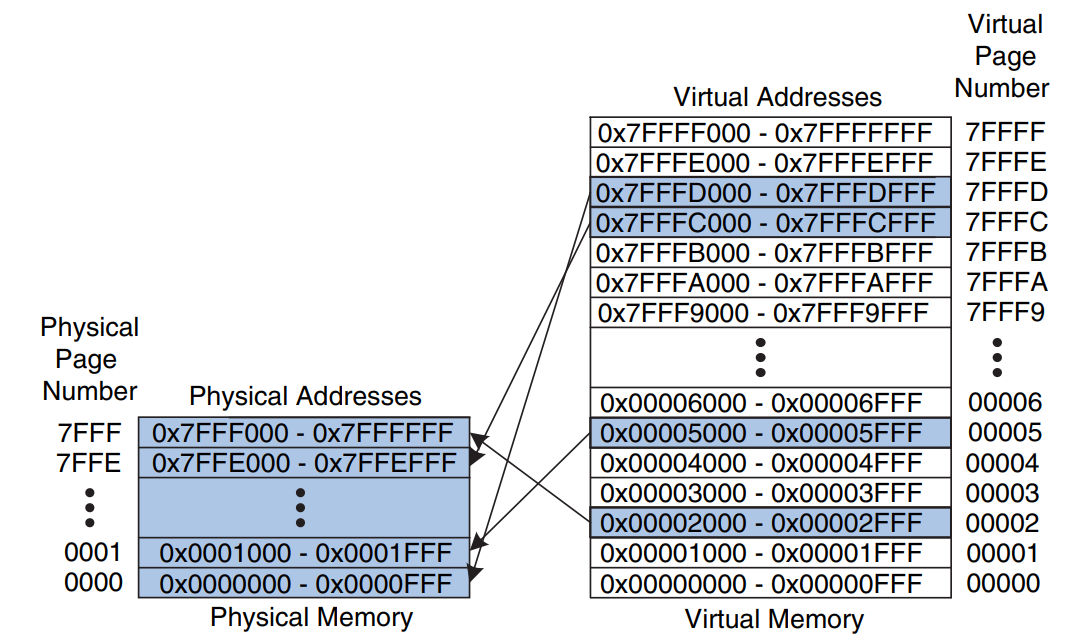 Virtual
Page
Number
Virtual Addresses
0x7FFFF000 - 0x7FFFFFFF 7FFFF
0x7FFFE000 - 0x7FFFEFFF 7FFFE
0x7FFFD000 - 0x7FFFDFFF 7FFFD
0x7FFFC000 - 0x7FFFCFFF 7FFFC
0x7FFFB000 - 0x7FFFBFFF 7FFFB
0x7FFFA000 - 0x7FFFAFFF 7FFFA
0x7FFF9000 - 0x7FFF9FFF 7FFF9
0x00006000 - 0x00006FFF 00006
0x00005000 - 0x00005FFF 00005
0x00004000 - 0x00004FFF 00004
0x00003000 - 0x00003FFF 00003
0x00002000 - 0x00002FFF 00002
0x00001000 - 0x00001FFF 00001
0x00000000 - 0x00000FFF 00000
Virtual Memory
Physical
Page
Number
Physical Addresses
7FFF 0x7FFF000 - 0x7FFFFFF
7FFE 0x7FFE000 - 0x7FFEFFF
0001 0x0001000 - 0x0001FFF
0000 0x0000000 - 0x0000FFF
Physical Memory